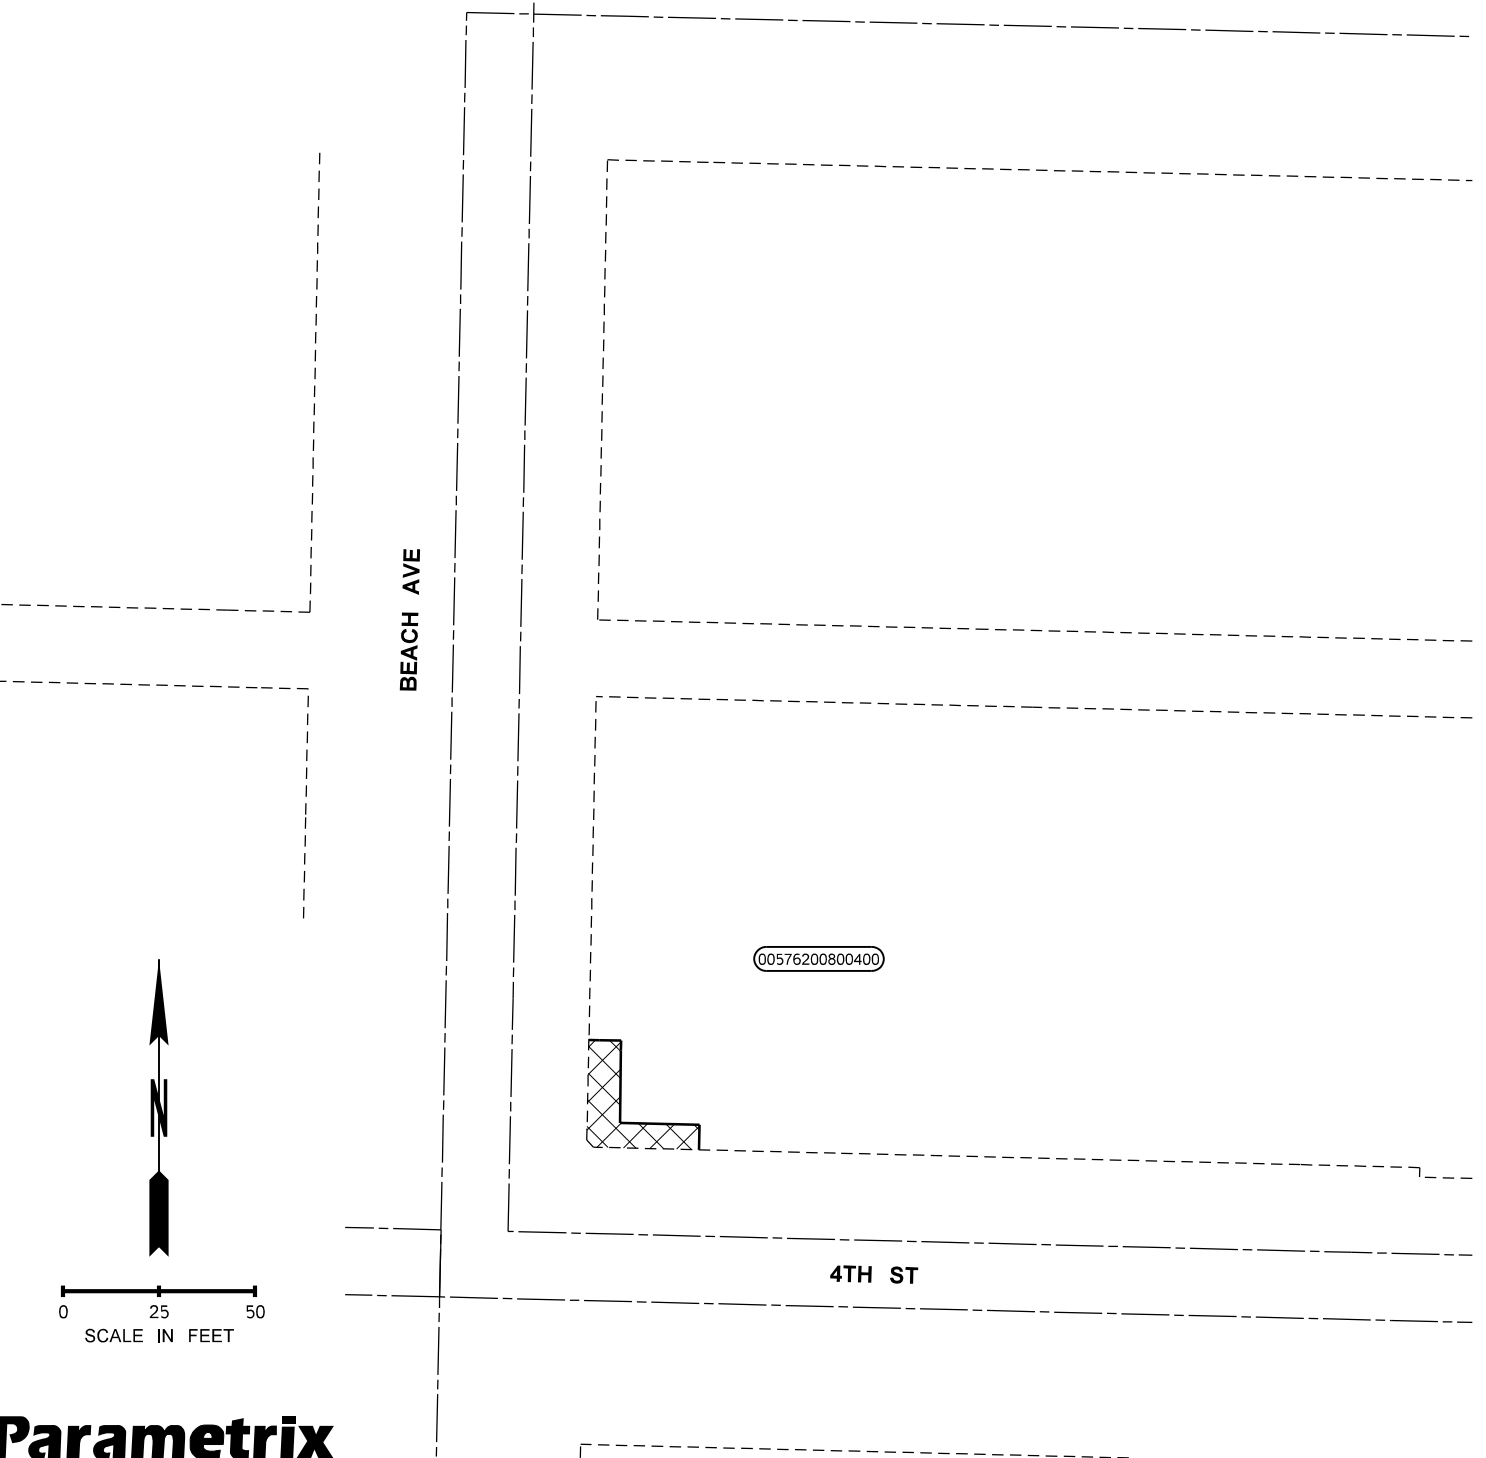 BEACH AVE
00576200800400
N
4TH ST
0 25 50
SCALE IN FEET
Parametrix